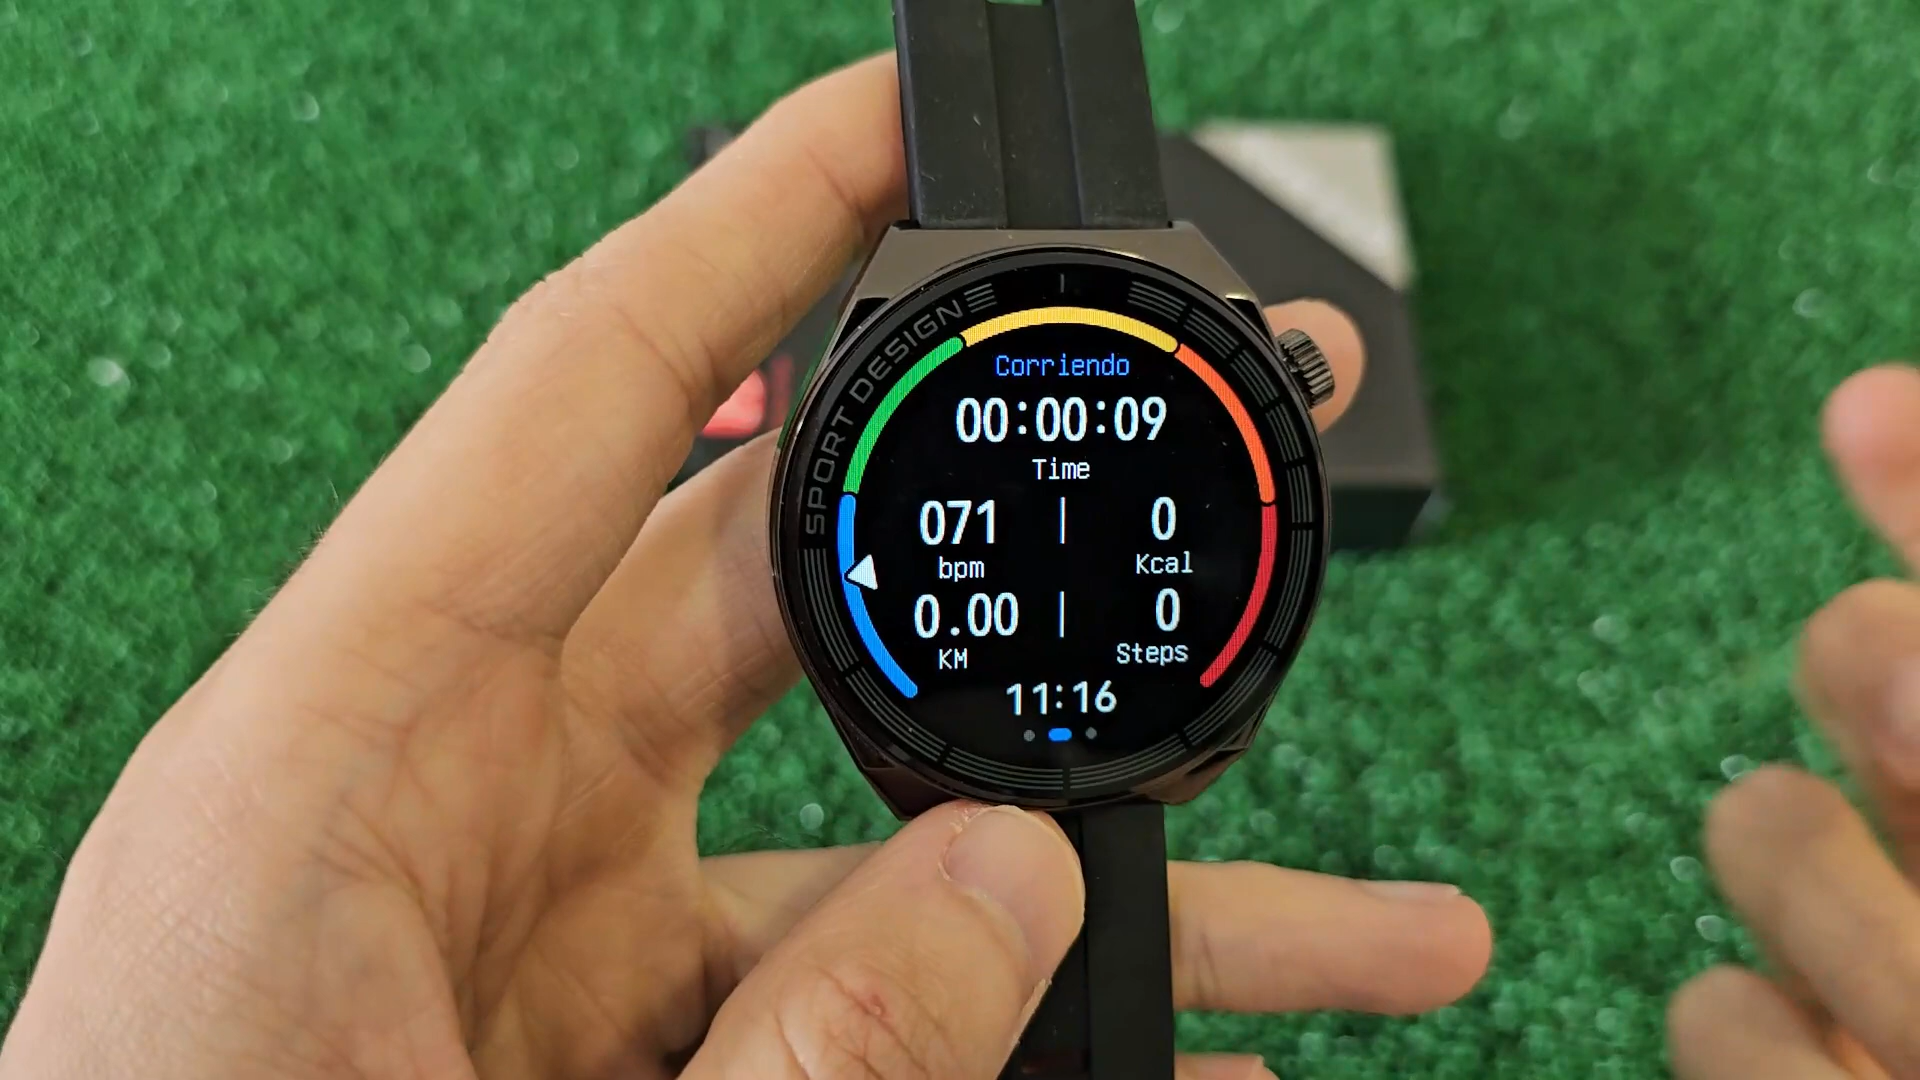 SPORT DESIGN
Corriendo
00:00:09
Time
071 | 0
bpm Kcal
0.00 | 0
KM Steps
11:16